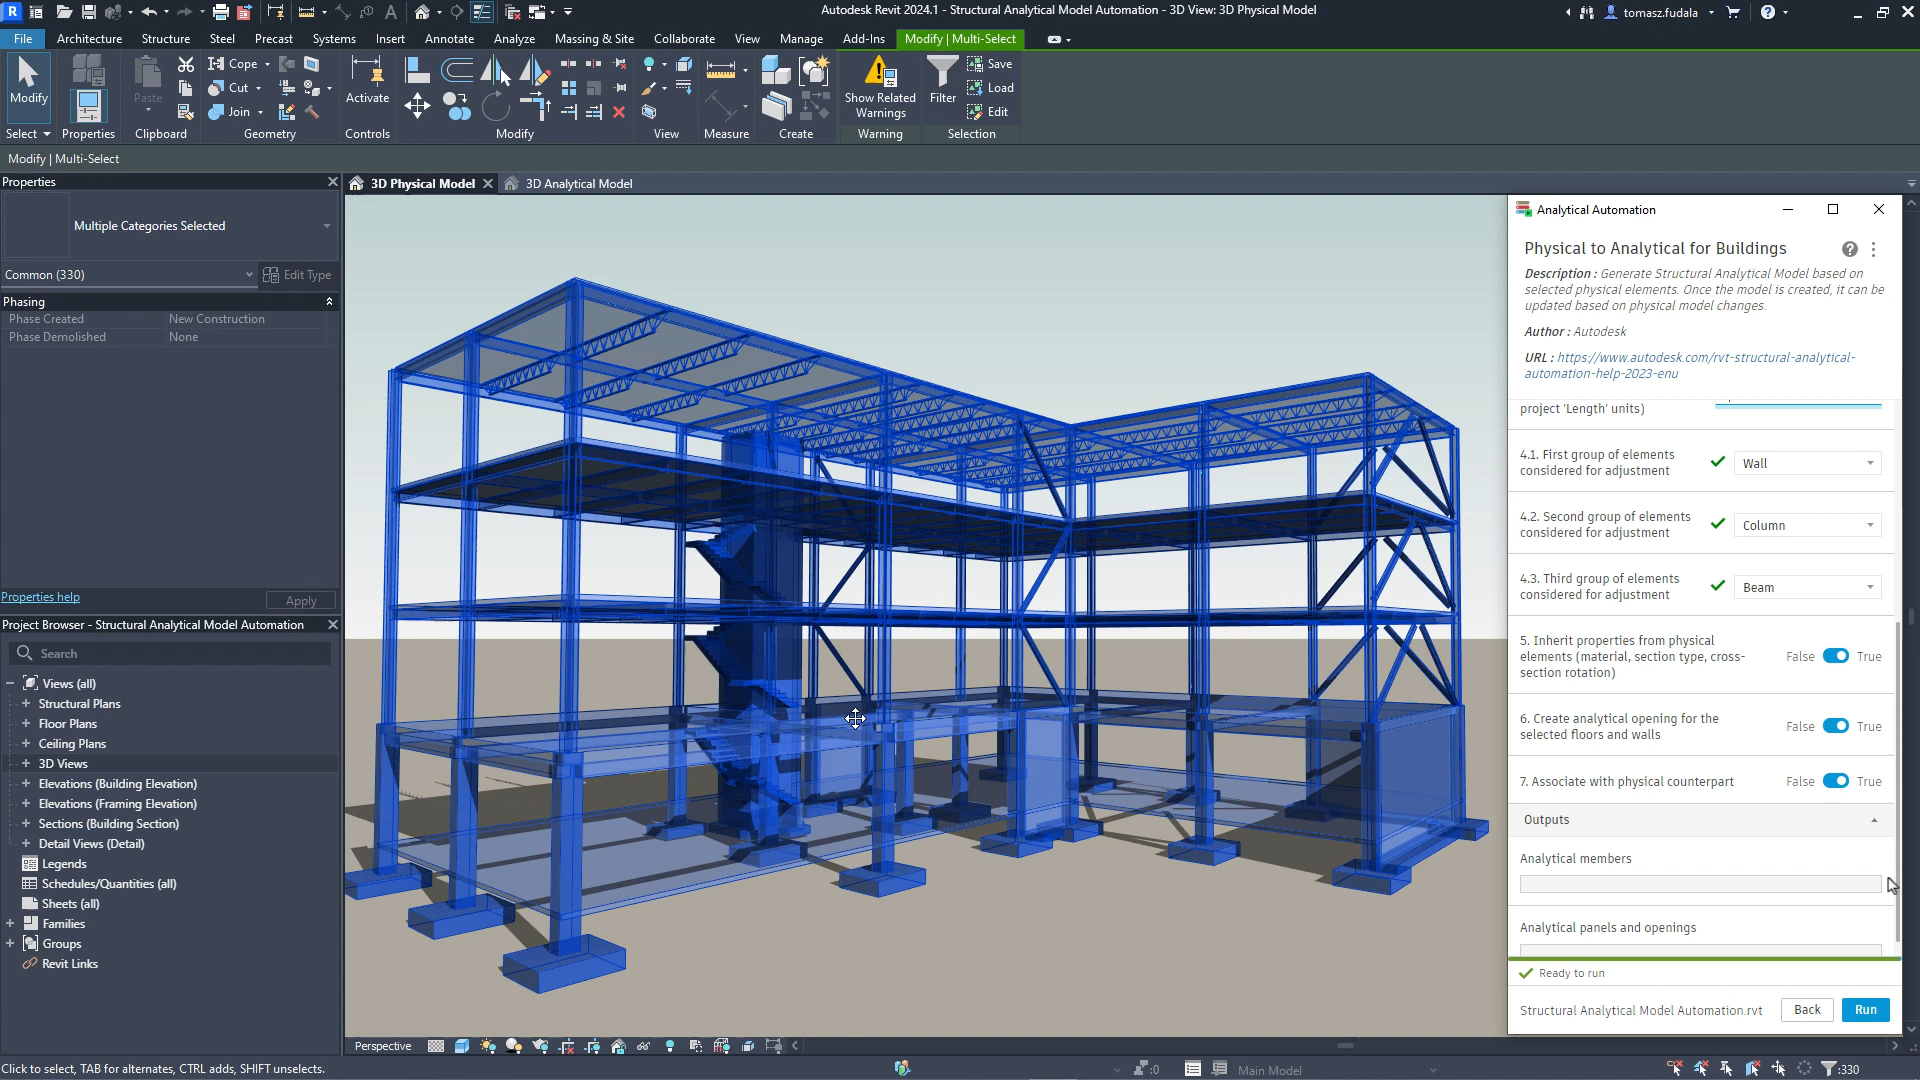 Autodesk Revit 2024.1 - Structural Analytical Model Automation - 3D View: 3D Physical Model
tomasz.fudala
File Architecture Structure Steel Precast Systems Insert Annotate Analyze Massing & Site Collaborate View Manage Add-Ins Modify | Multi-Select
Modify
Paste
Cope
Cut
Join
Activate
Show Related
Warnings
Filter
Save
Load
Edit
Select Properties Clipboard Geometry Controls Modify View Measure Create Warning Selection
Modify | Multi-Select
Properties
Multiple Categories Selected
Common (330)
Edit Type
Phasing
Phase Created New Construction
Phase Demolished None
Properties help
Apply
Project Browser - Structural Analytical Model Automation
Search
Views (all)
Structural Plans
Floor Plans
Ceiling Plans
3D Views
Elevations (Building Elevation)
Elevations (Framing Elevation)
Sections (Building Section)
Detail Views (Detail)
Legends
Schedules/Quantities (all)
Sheets (all)
Families
Groups
Revit Links
3D Physical Model
3D Analytical Model
Analytical Automation
Physical to Analytical for Buildings
Description : Generate Structural Analytical Model based on
selected physical elements. Once the model is created, it can be
updated based on physical model changes.
Author : Autodesk
URL : https://www.autodesk.com/rvt-structural-analytical-
automation-help-2023-enu
project 'Length' units)
4.1. First group of elements
considered for adjustment
Wall
4.2. Second group of elements
considered for adjustment
Column
4.3. Third group of elements
considered for adjustment
Beam
5. Inherit properties from physical
elements (material, section type, cross-
section rotation)
False True
6. Create analytical opening for the
selected floors and walls
False True
7. Associate with physical counterpart
False True
Outputs
Analytical members
Analytical panels and openings
Ready to run
Structural Analytical Model Automation.rvt
Back
Run
Perspective
Click to select, TAB for alternates, CTRL adds, SHIFT unselects.
:0
Main Model
:330